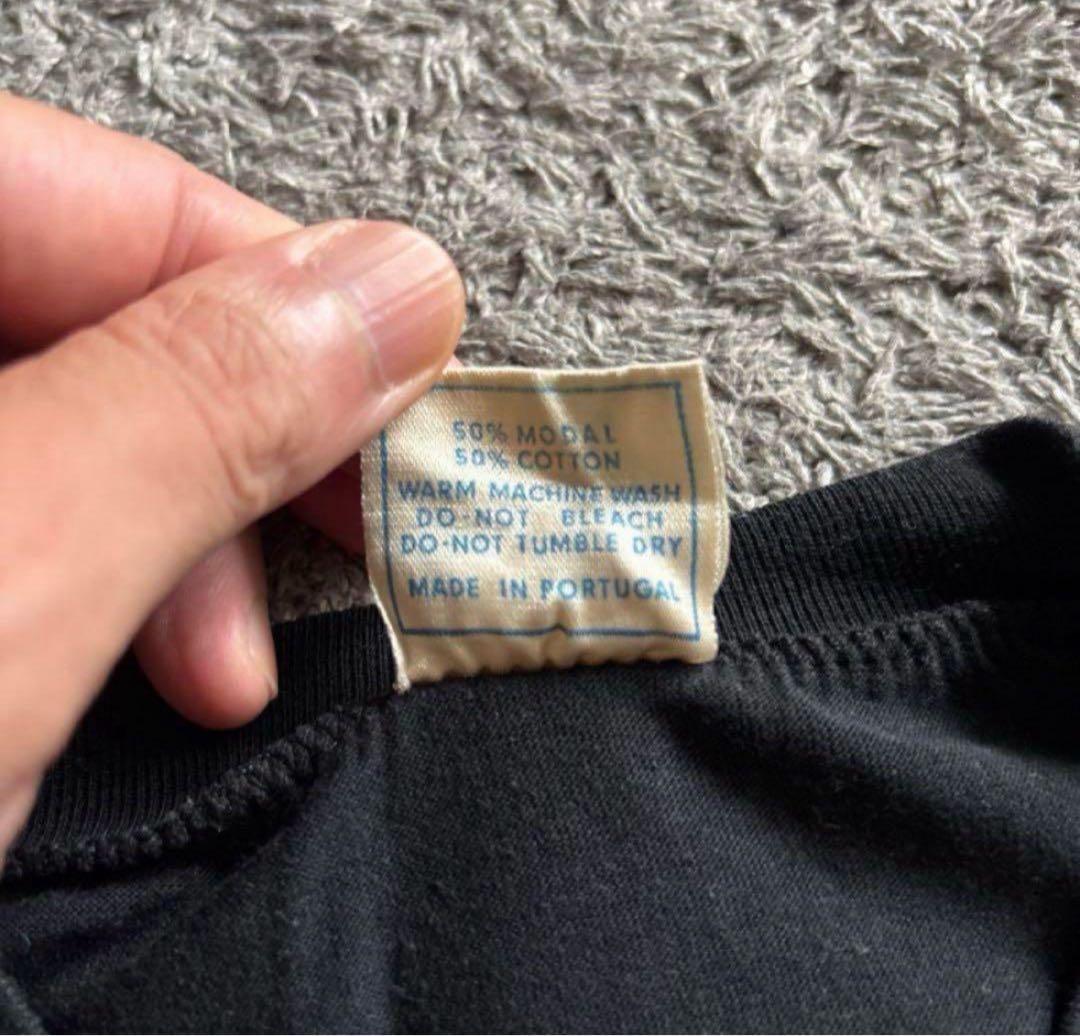 50% MODAL
50% COTTON
WARM MACHINE WASH
DO-NOT BLEACH
DO-NOT TUMBLE DRY
MADE IN PORTUGAL